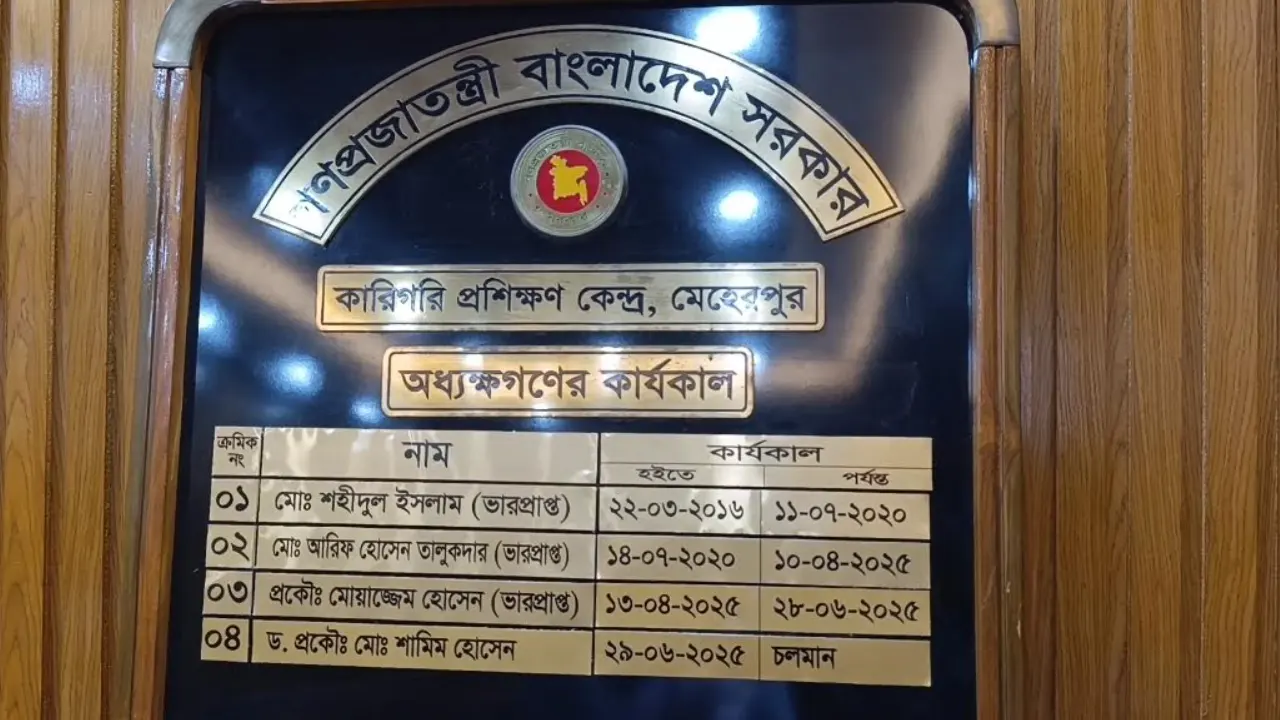 গণপ্রজাতন্ত্রী বাংলাদেশ সরকার
কারিগরি প্রশিক্ষণ কেন্দ্র, মেহেরপুর
অধ্যক্ষগণের কার্যকাল
ক্রমিক নং নাম কার্যকাল
হইতে পর্যন্ত
০১ মোঃ শহীদুল ইসলাম (ভারপ্রাপ্ত) ২২-০৩-২০১৬ ১১-০৭-২০২০
০২ মোঃ আরিফ হোসেন তালুকদার (ভারপ্রাপ্ত) ১৪-০৭-২০২০ ১০-০৪-২০২৫
০৩ প্রকৌঃ মোয়াজ্জেম হোসেন (ভারপ্রাপ্ত) ১৩-০৪-২০২৫ ২৮-০৬-২০২৫
০৪ ড. প্রকৌঃ মোঃ শামিম হোসেন ২৯-০৬-২০২৫ চলমান